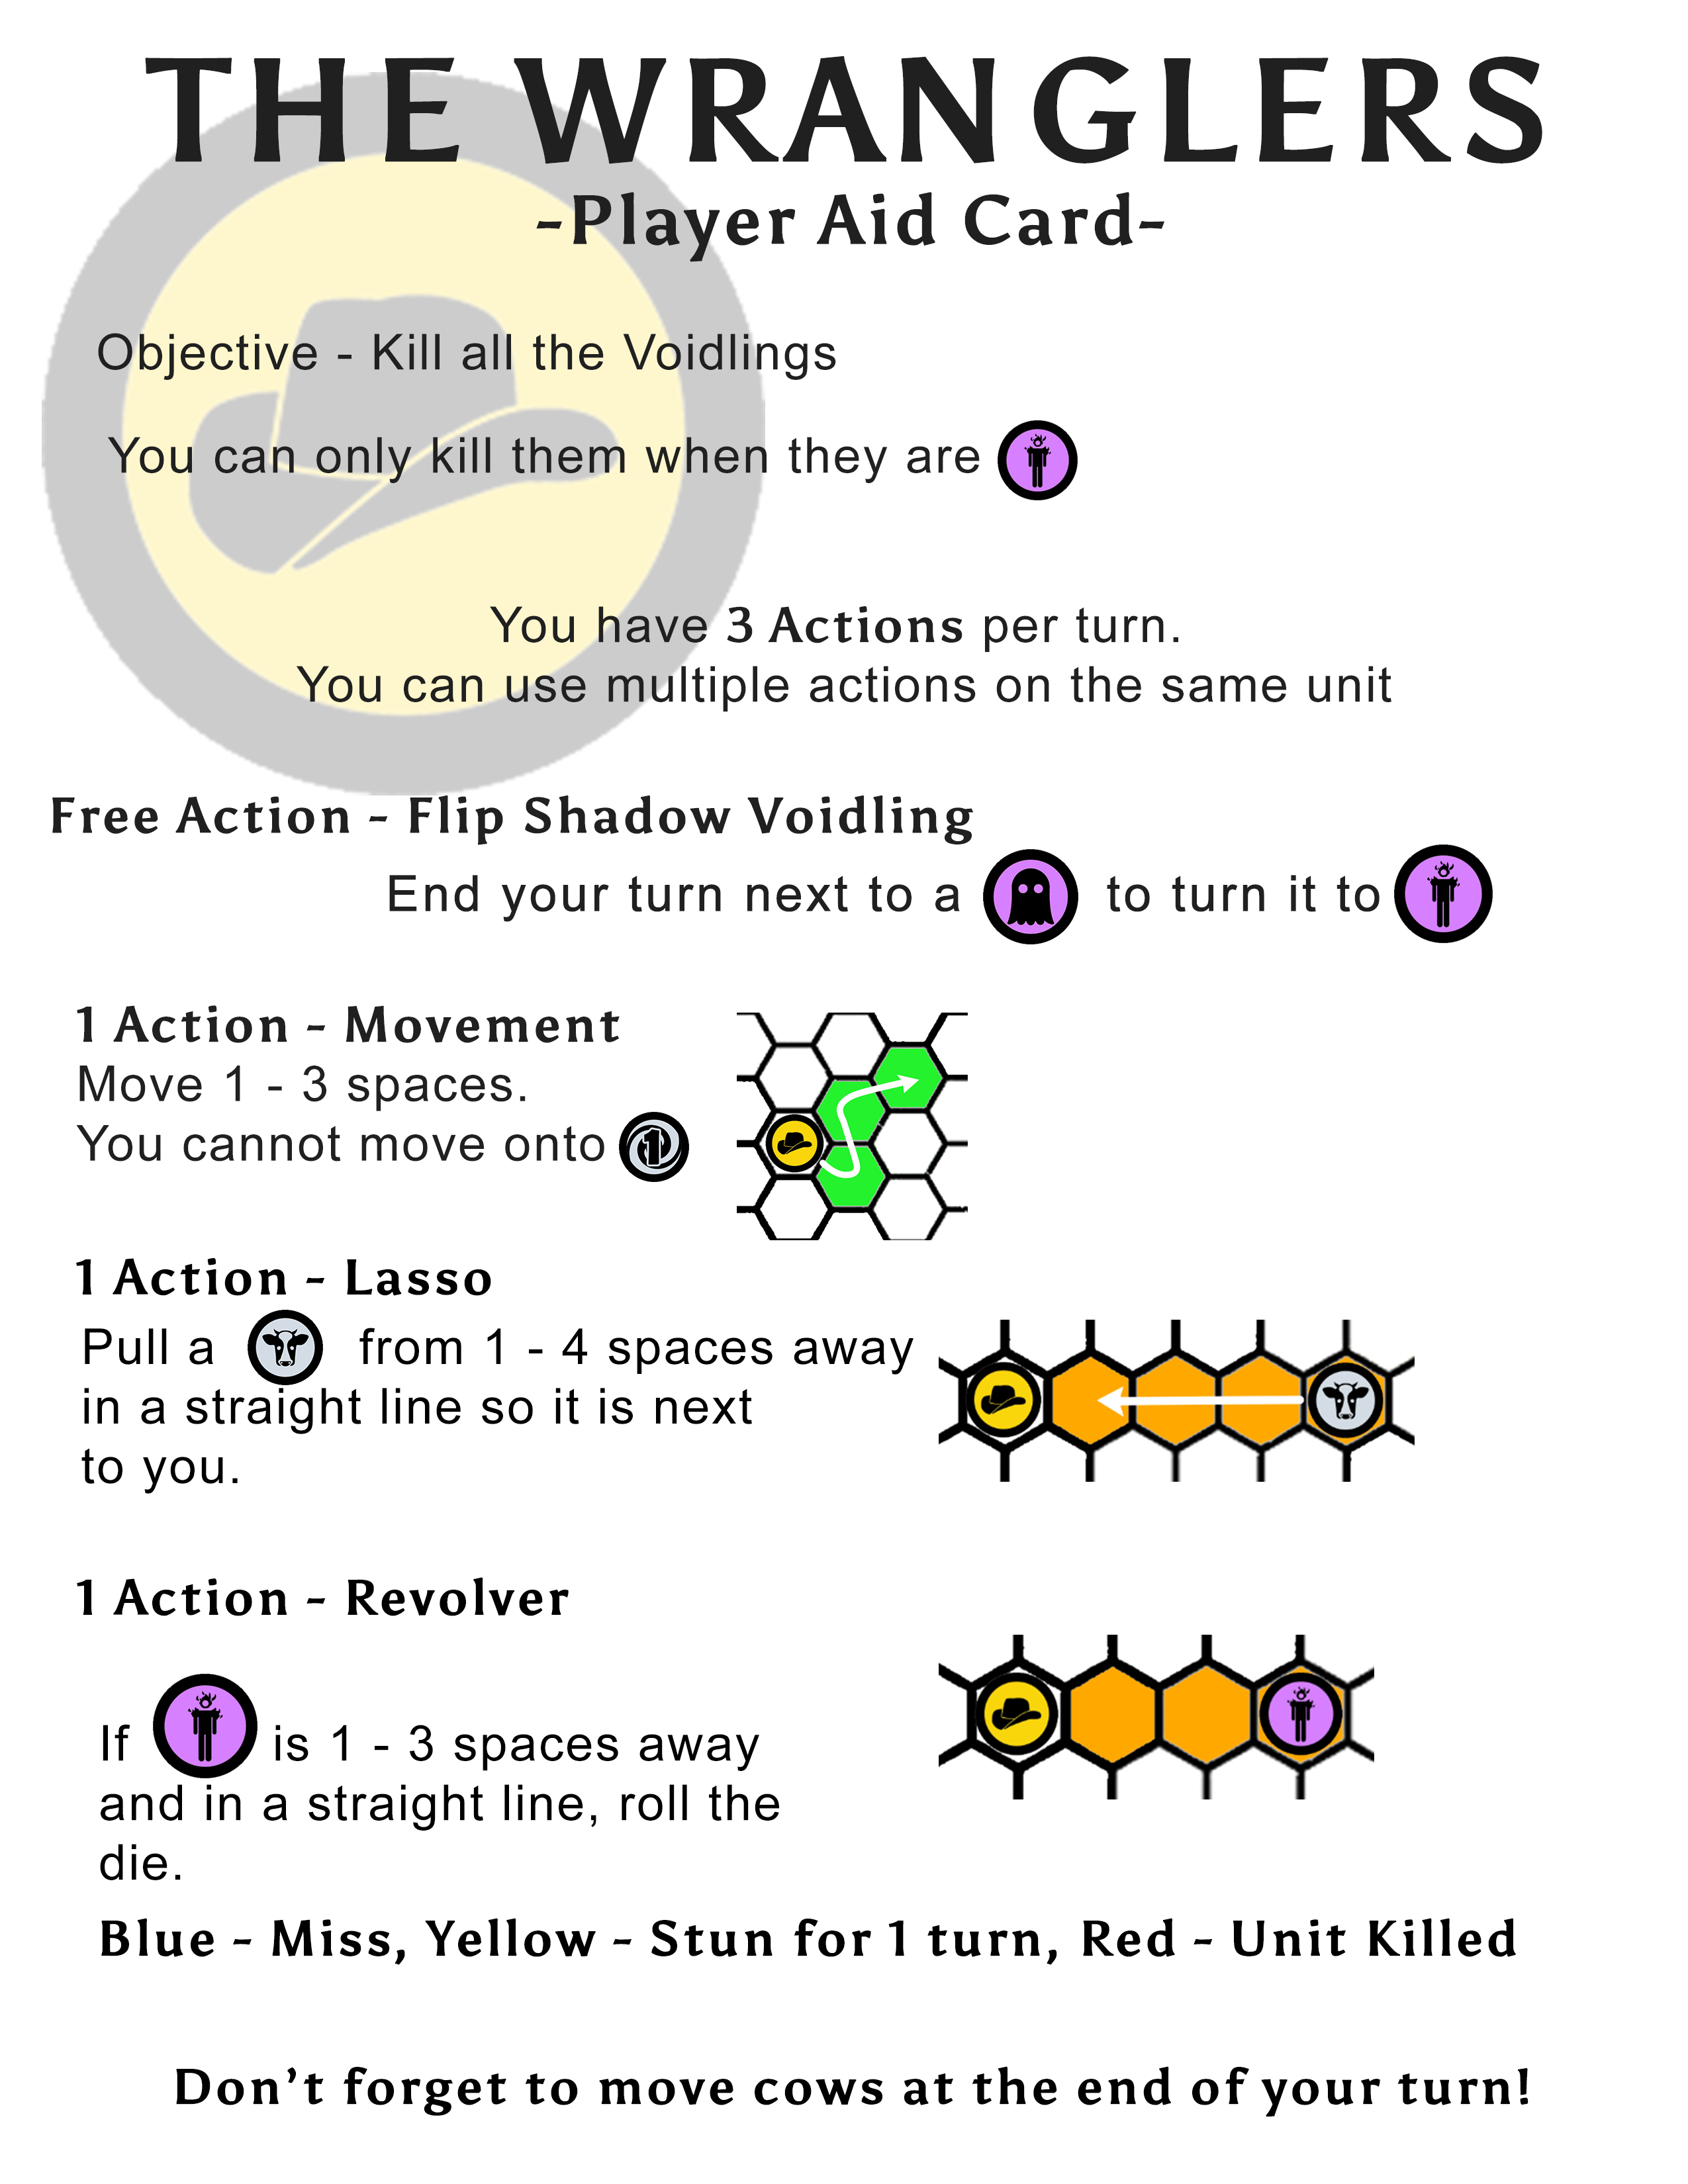 THE WRANGLERS
-Player Aid Card-
Objective - Kill all the Voidlings
You can only kill them when they are
You have 3 Actions per turn.
You can use multiple actions on the same unit
Free Action - Flip Shadow Voidling
End your turn next to a to turn it to
1 Action - Movement
Move 1 - 3 spaces.
You cannot move onto 1
1 Action - Lasso
Pull a from 1 - 4 spaces away
in a straight line so it is next
to you.
1 Action - Revolver
If is 1 - 3 spaces away
and in a straight line, roll the
die.
Blue - Miss, Yellow - Stun for 1 turn, Red - Unit Killed
Don't forget to move cows at the end of your turn!